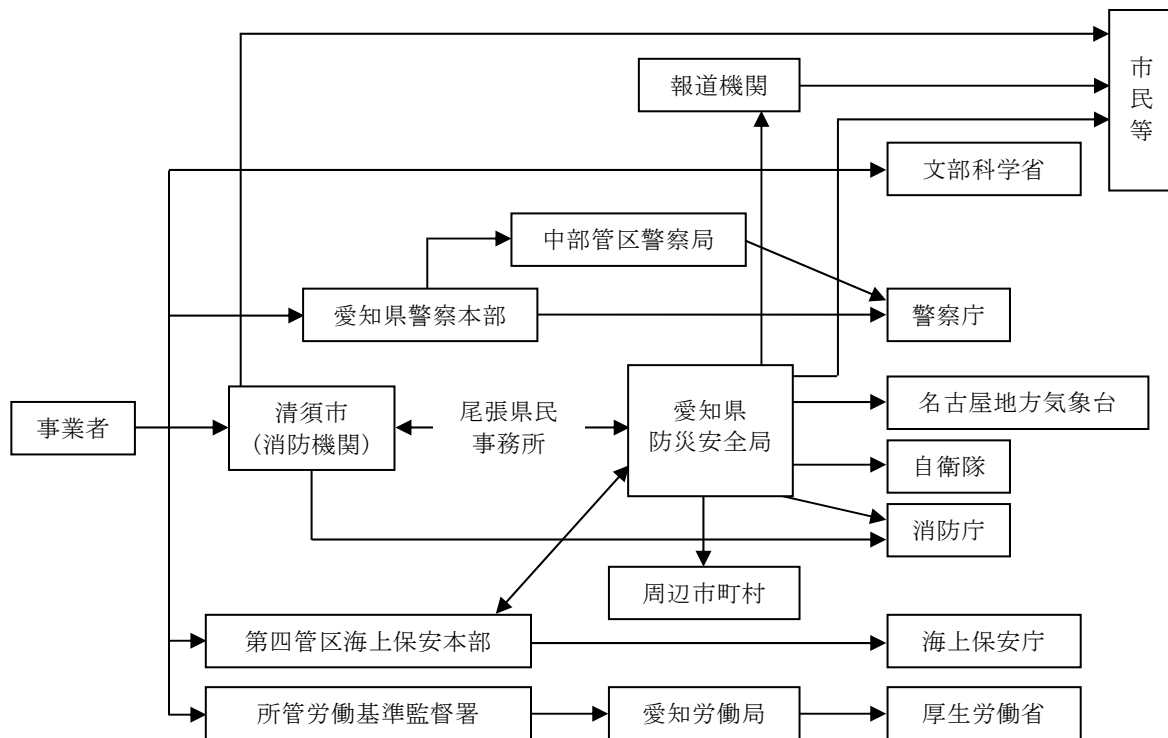 市民等
報道機関
文部科学省
中部管区警察局
愛知県警察本部
警察庁
事業者
清須市
(消防機関)
尾張県民
事務所
愛知県
防災安全局
名古屋地方気象台
自衛隊
消防庁
周辺市町村
第四管区海上保安本部
海上保安庁
所管労働基準監督署
愛知労働局
厚生労働省